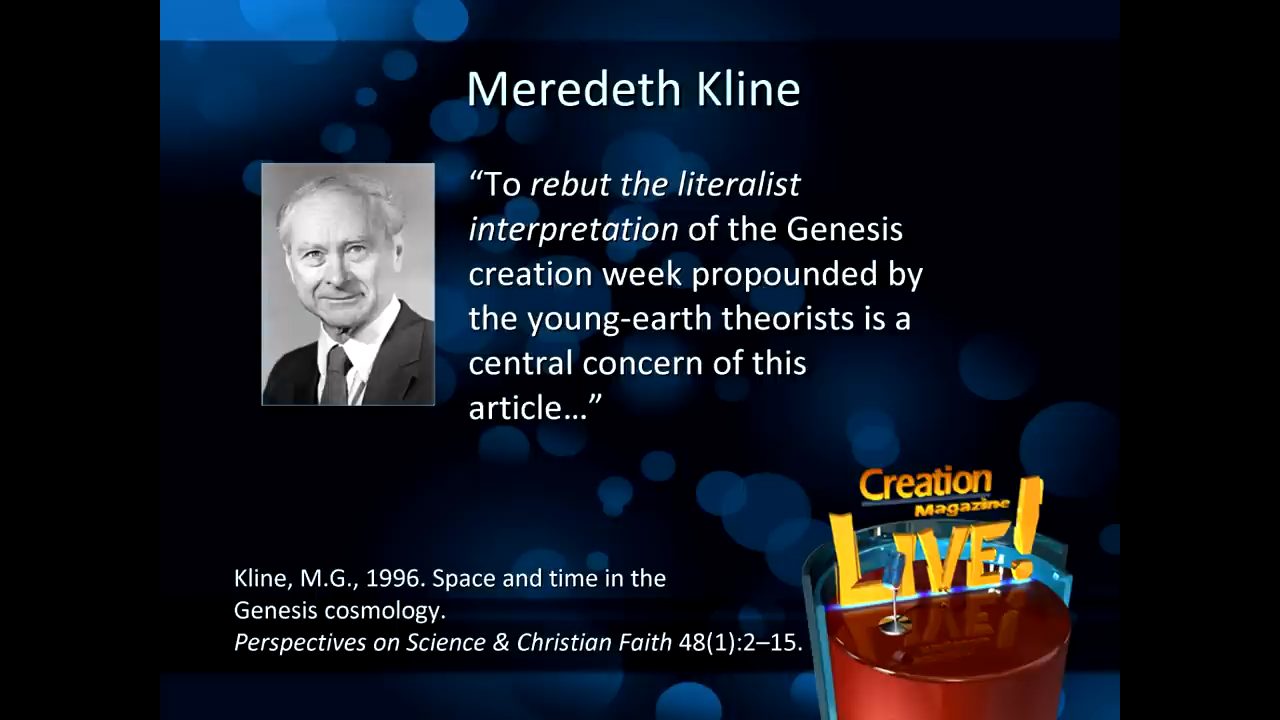 Meredeth Kline
“To rebut the literalist
interpretation of the Genesis
creation week propounded by
the young-earth theorists is a
central concern of this
article…”
Kline, M.G., 1996. Space and time in the
Genesis cosmology.
Perspectives on Science & Christian Faith 48(1):2–15.
Creation
Magazine
LIVE!